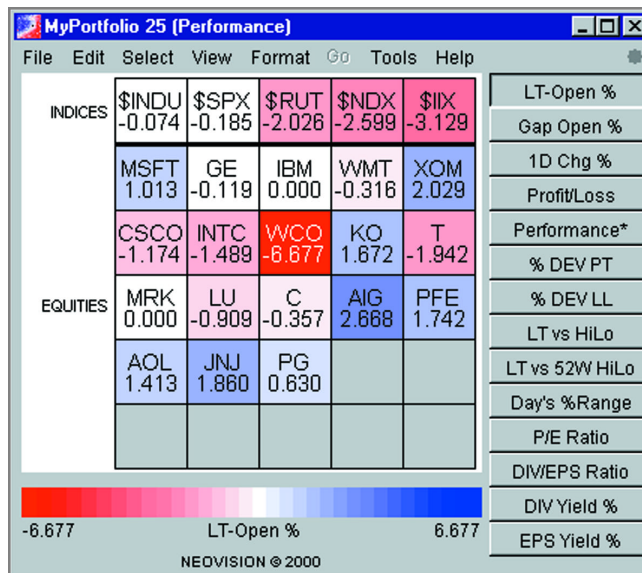 MyPortfolio 25 (Performance)
File Edit Select View Format Go Tools Help
INDICES
$INDU $SPX $RUT $NDX $IIX
-0.074 -0.185 -2.026 -2.599 -3.129
MSFT GE IBM WMT XOM
1.013 -0.119 0.000 -0.316 2.029
CSCO INTC WCO KO T
-1.174 -1.489 -6.677 1.672 -1.942
EQUITIES
MRK LU C AIG PFE
0.000 -0.909 -0.357 2.668 1.742
AOL JNJ PG
1.413 1.860 0.630
-6.677 LT-Open % 6.677
NEOVISION © 2000
LT-Open %
Gap Open %
1D Chg %
Profit/Loss
Performance*
% DEV PT
% DEV LL
LT vs HiLo
LT vs 52W HiLo
Day's %Range
P/E Ratio
DIV/EPS Ratio
DIV Yield %
EPS Yield %